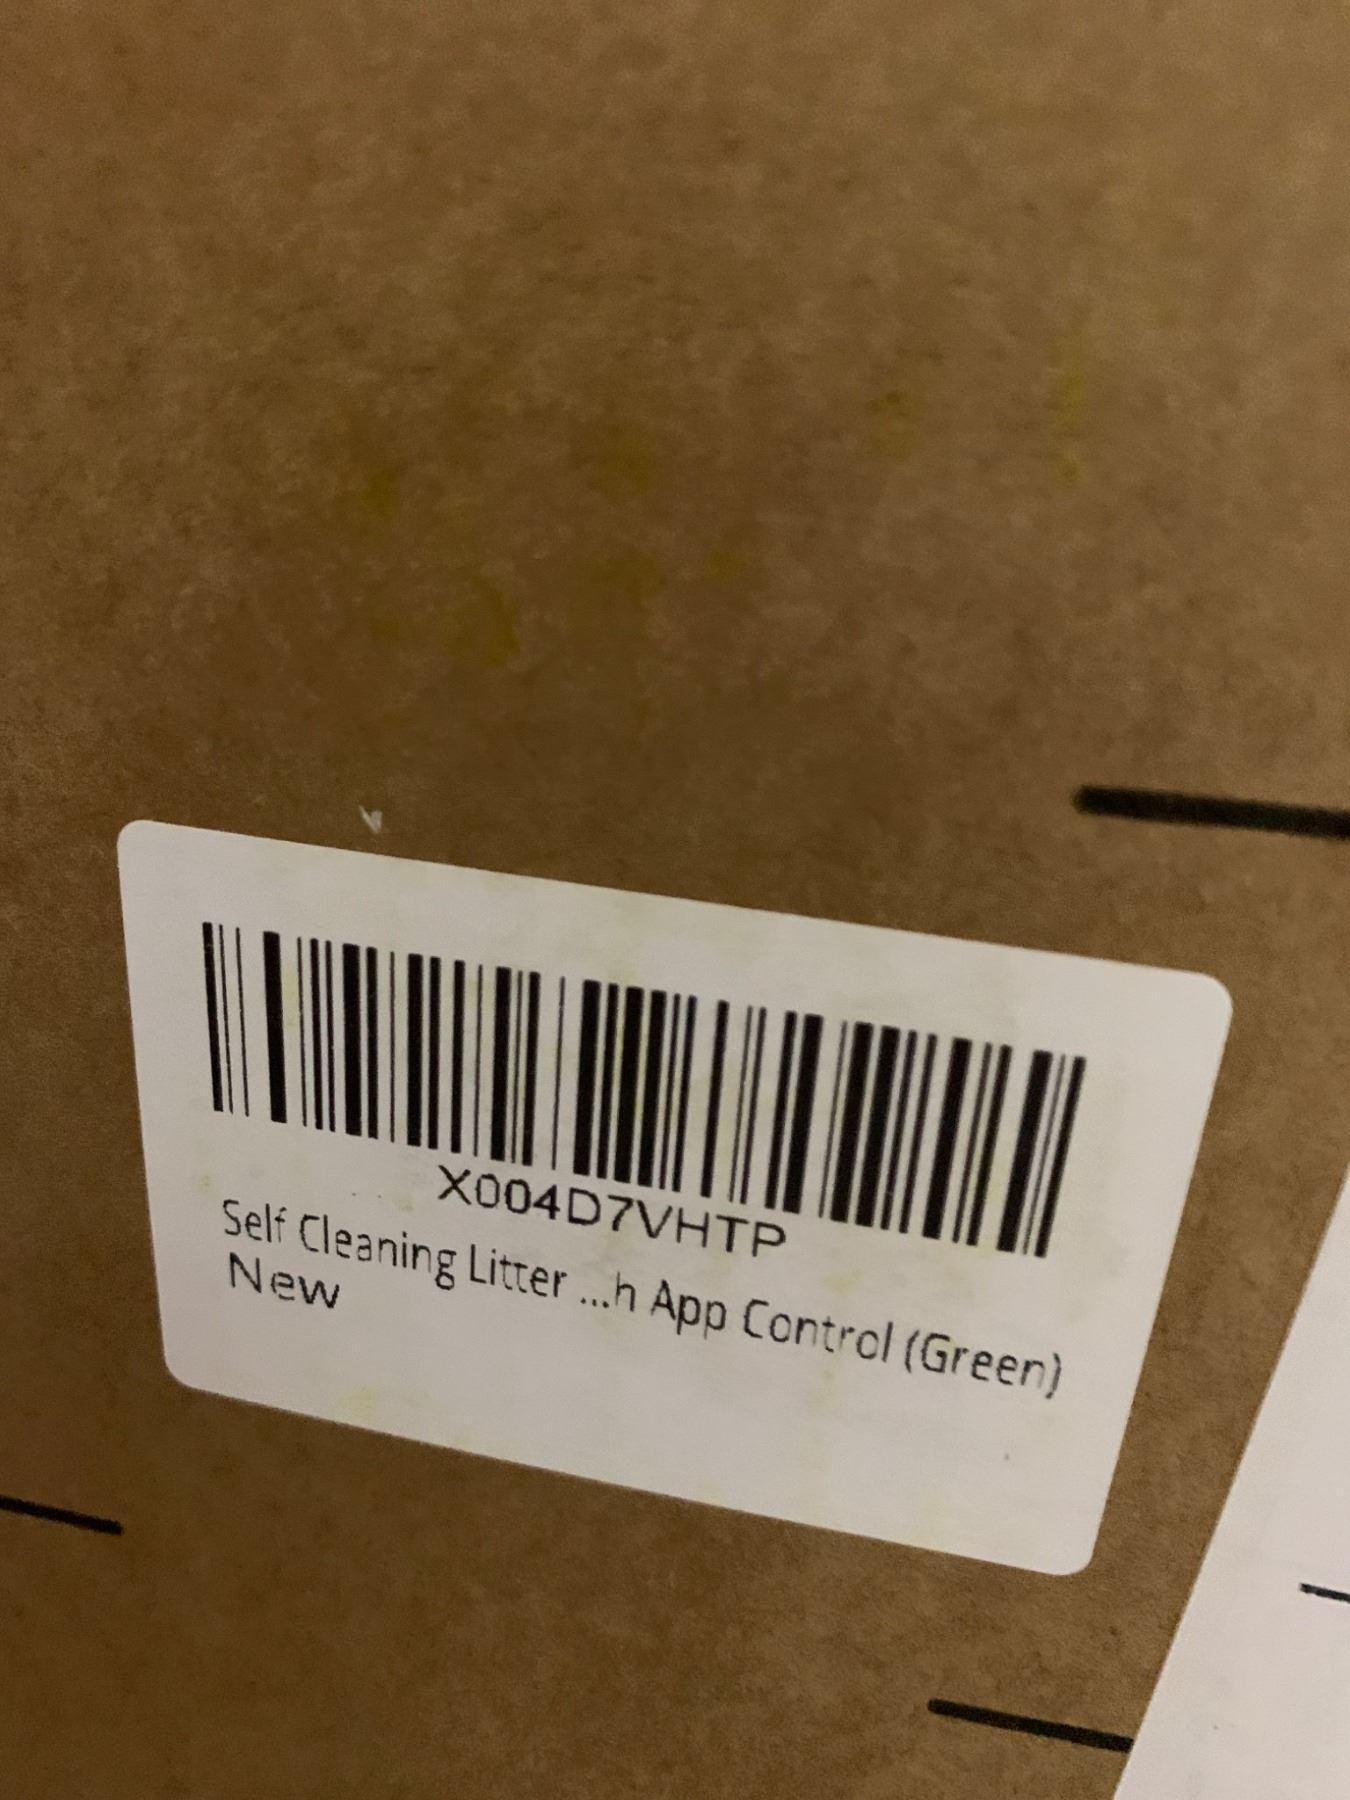 X004D7VHTP
Self Cleaning Litter ...h App Control (Green)
New